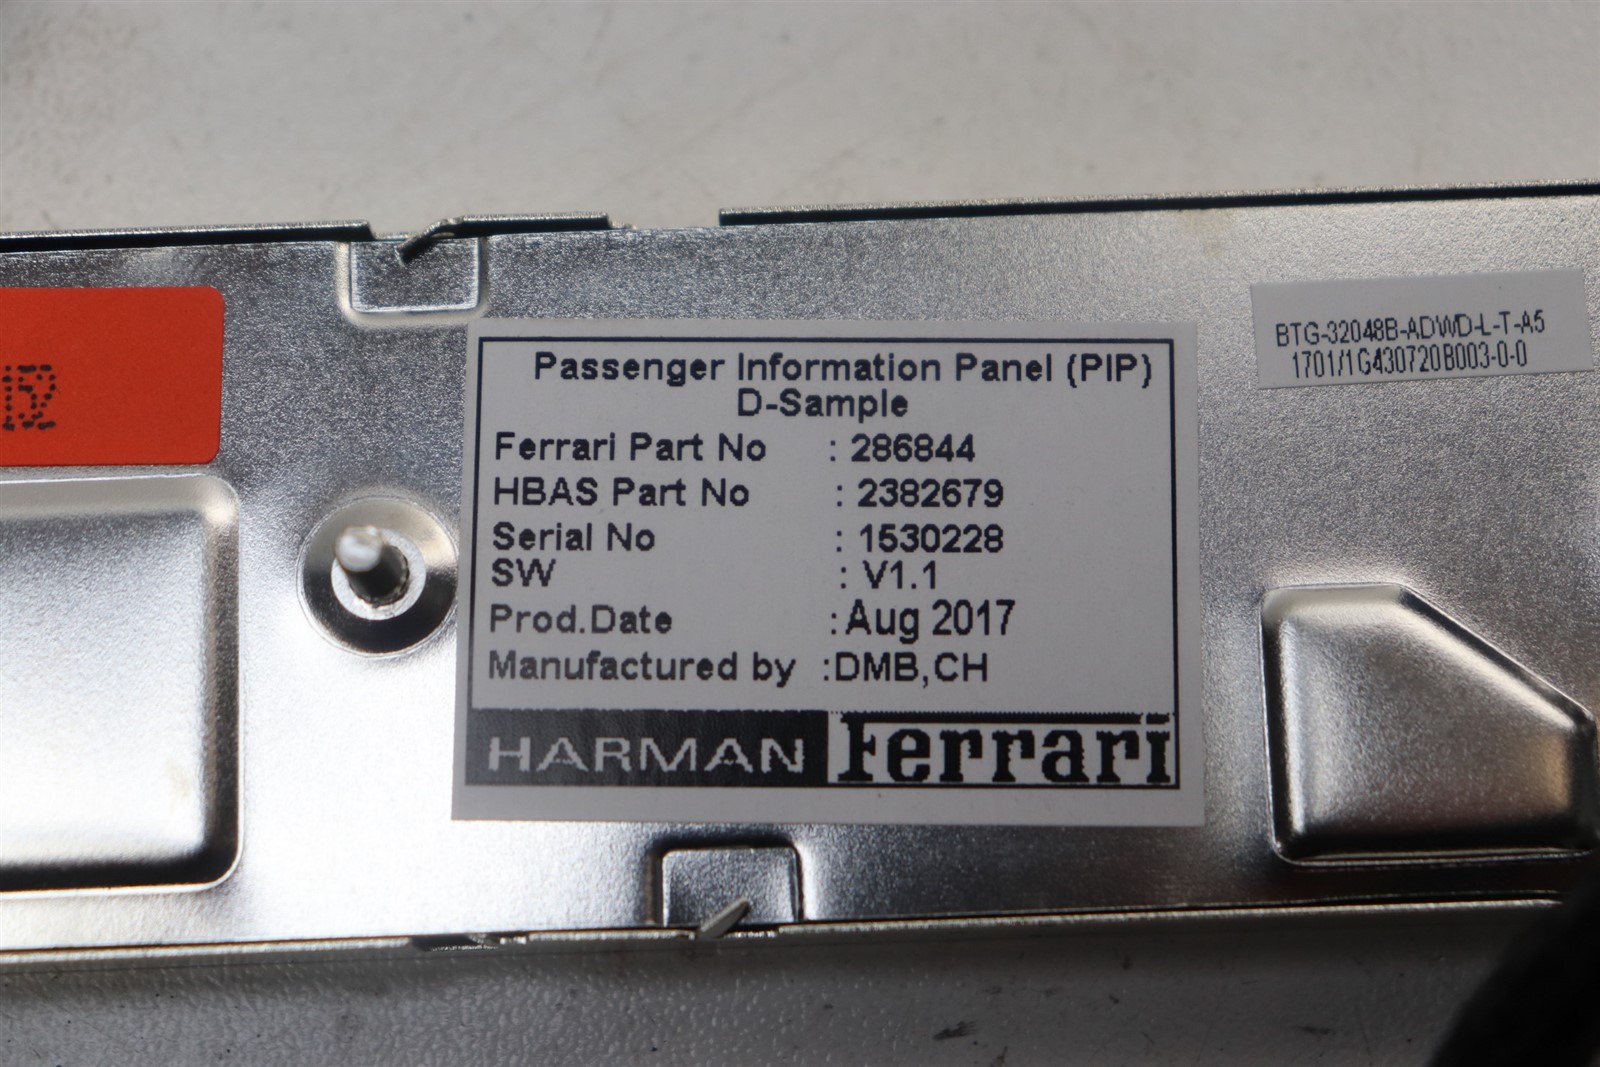 Passenger Information Panel (PIP)
D-Sample
Ferrari Part No : 286844
HBAS Part No : 2382679
Serial No : 1530228
SW : V1.1
Prod.Date :Aug 2017
Manufactured by :DMB,CH
HARMAN Ferrari
BTG-32048B-ADWD-L-T-A5
1701/1G430720B003-0-0
152